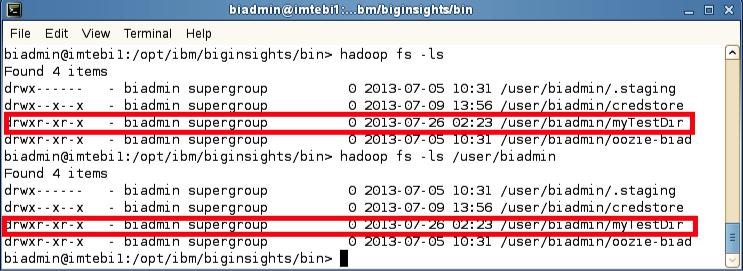 biadmin@imtebi1:...bm/biginsights/bin
File Edit View Terminal Help
biadmin@imtebi1:/opt/ibm/biginsights/bin> hadoop fs -ls
Found 4 items
drwx------   - biadmin supergroup          0 2013-07-05 10:31 /user/biadmin/.staging
drwx--x--x   - biadmin supergroup          0 2013-07-09 13:56 /user/biadmin/credstore
drwxr-xr-x   - biadmin supergroup          0 2013-07-26 02:23 /user/biadmin/myTestDir
drwxr-xr-x   - biadmin supergroup          0 2013-07-05 10:31 /user/biadmin/oozie-biad
biadmin@imtebi1:/opt/ibm/biginsights/bin> hadoop fs -ls /user/biadmin
Found 4 items
drwx------   - biadmin supergroup          0 2013-07-05 10:31 /user/biadmin/.staging
drwx--x--x   - biadmin supergroup          0 2013-07-09 13:56 /user/biadmin/credstore
drwxr-xr-x   - biadmin supergroup          0 2013-07-26 02:23 /user/biadmin/myTestDir
drwxr-xr-x   - biadmin supergroup          0 2013-07-05 10:31 /user/biadmin/oozie-biad
biadmin@imtebi1:/opt/ibm/biginsights/bin>